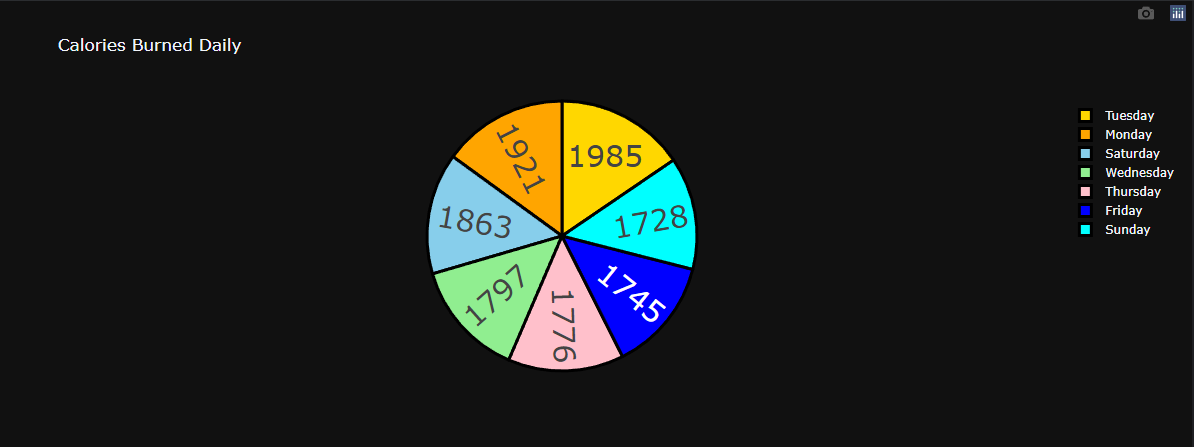 Calories Burned Daily
1985
1921
1863
1728
1797
1745
1776
Tuesday
Monday
Saturday
Wednesday
Thursday
Friday
Sunday